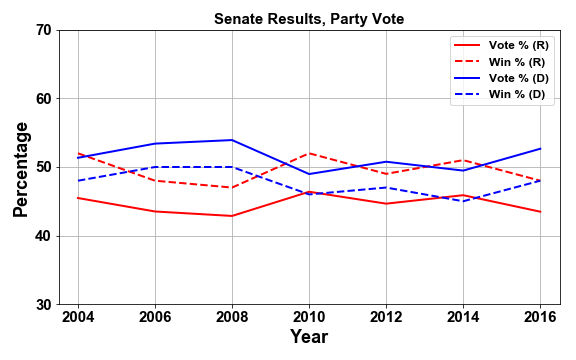 Senate Results, Party Vote
70
60
50
40
30
Percentage
Vote % (R)
Win % (R)
Vote % (D)
Win % (D)
2004 2006 2008 2010 2012 2014 2016
Year